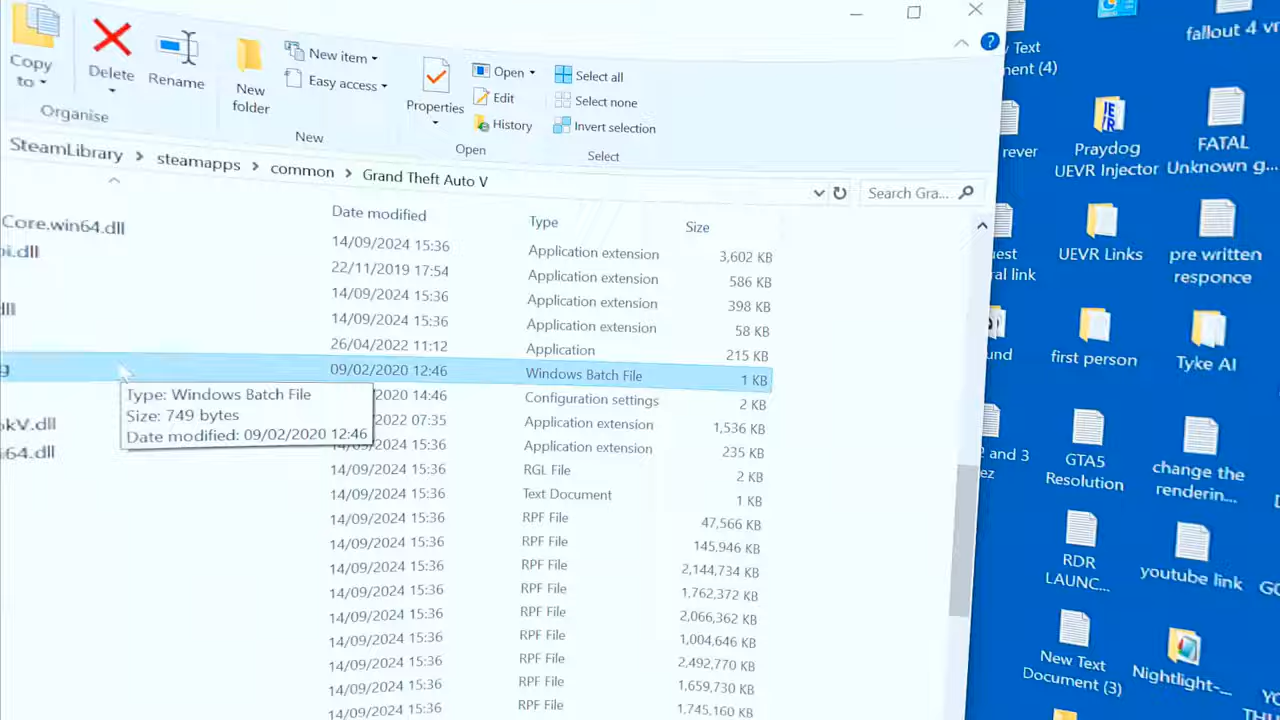 Copy
to
Delete
Rename
Organise
New
folder
New item
Easy access
New
Properties
Open
Edit
History
Open
Select all
Select none
Invert selection
Select
SteamLibrary > steamapps > common > Grand Theft Auto V
Search Gra...
Date modified Type Size
Core.win64.dll 14/09/2024 15:36 Application extension 3,602 KB
oi.dll 22/11/2019 17:54 Application extension 586 KB
14/09/2024 15:36 Application extension 398 KB
dll 14/09/2024 15:36 Application extension 58 KB
26/04/2022 11:12 Application 215 KB
g 09/02/2020 12:46 Windows Batch File 1 KB
2020 14:46 Configuration settings 2 KB
okV.dll 2022 07:35 Application extension 1,536 KB
i64.dll 15:36 Application extension 235 KB
14/09/2024 15:36 RGL File 2 KB
14/09/2024 15:36 Text Document 1 KB
14/09/2024 15:36 RPF File 47,566 KB
14/09/2024 15:36 RPF File 145,946 KB
14/09/2024 15:36 RPF File 2,144,734 KB
14/09/2024 15:36 RPF File 1,762,372 KB
14/09/2024 15:36 RPF File 2,066,362 KB
14/09/2024 15:36 RPF File 1,004,646 KB
14/09/2024 15:36 RPF File 2,492,770 KB
14/09/2024 15:36 RPF File 1,659,730 KB
14/09/2024 15:36 RPF File 1,745,160 KB
Type: Windows Batch File
Size: 749 bytes
Date modified: 09/02/2020 12:46
Text
ent (4)
fallout 4 vr
rever
Praydog
UEVR Injector
FATAL
Unknown g...
est
al link
UEVR Links
pre written
responce
und
first person
Tyke AI
2 and 3
ez
GTA5
Resolution
change the
renderin...
RDR
LAUNC...
youtube link
GO
New Text
Document (3)
Nightlight-...
YO
THU